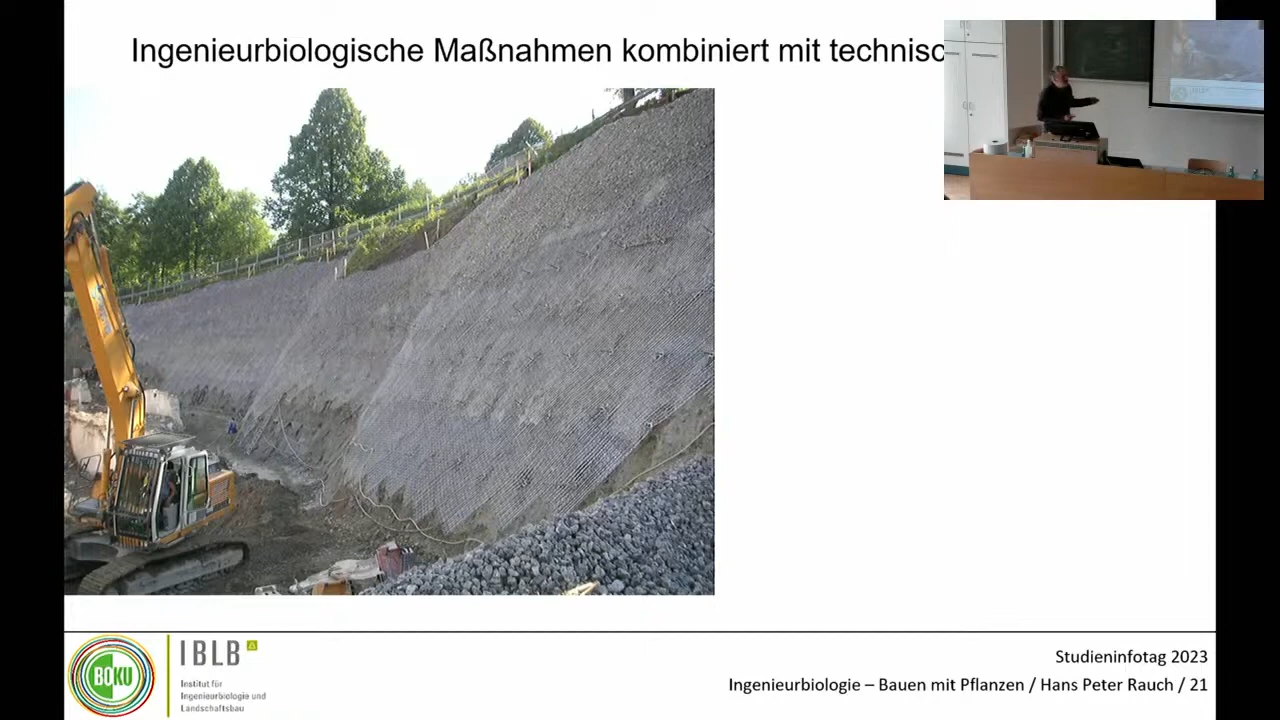 Ingenieurbiologische Maßnahmen kombiniert mit technisc
IBLB
BOKU
IBLB
Institut für
Ingenieurbiologie und
Landschaftsbau
Studieninfotag 2023
Ingenieurbiologie – Bauen mit Pflanzen / Hans Peter Rauch / 21